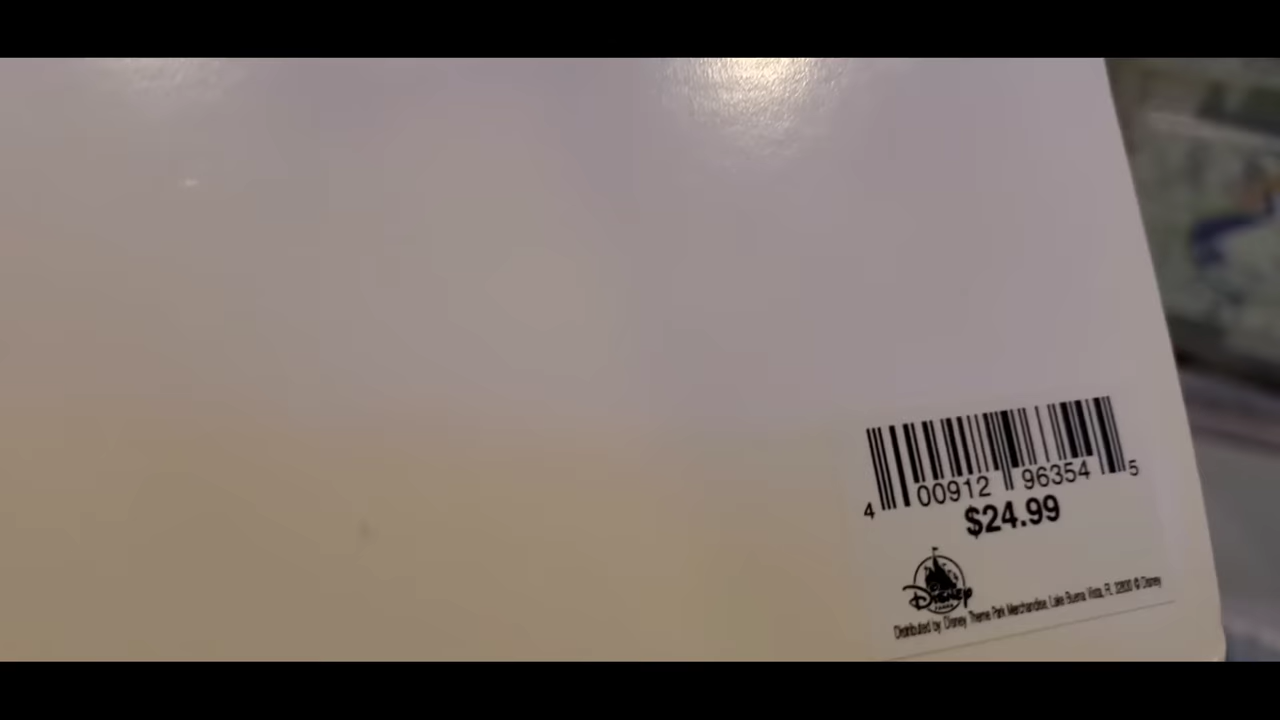 4 00912 96354 5
$24.99
Disney
PARKS
Distributed by Disney Theme Park Merchandise, Lake Buena Vista, FL 32830 © Disney